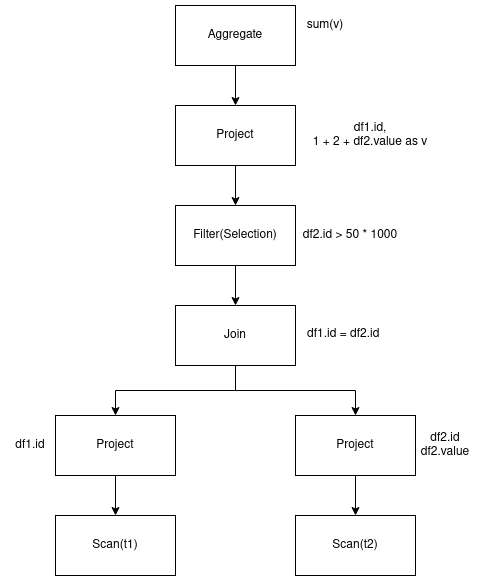 Aggregate
sum(v)
Project
df1.id,
1 + 2 + df2.value as v
Filter(Selection)
df2.id > 50 * 1000
Join
df1.id = df2.id
df1.id
Project
Project
df2.id
df2.value
Scan(t1)
Scan(t2)